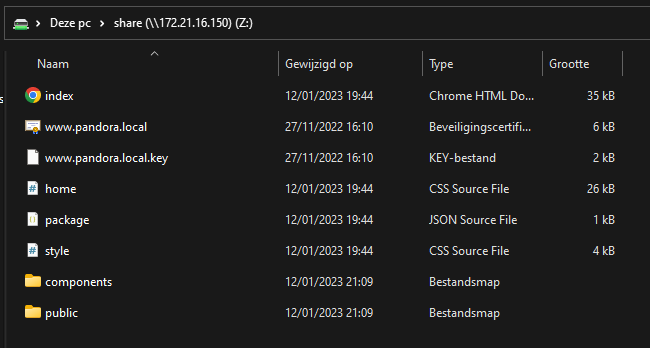 Deze pc > share (\\172.21.16.150) (Z:)
Naam Gewijzigd op Type Grootte
index 12/01/2023 19:44 Chrome HTML Do... 35 kB
www.pandora.local 27/11/2022 16:10 Beveiligingscertifi... 6 kB
www.pandora.local.key 27/11/2022 16:10 KEY-bestand 2 kB
home 12/01/2023 19:44 CSS Source File 26 kB
package 12/01/2023 19:44 JSON Source File 1 kB
style 12/01/2023 19:44 CSS Source File 4 kB
components 12/01/2023 21:09 Bestandsmap
public 12/01/2023 21:09 Bestandsmap